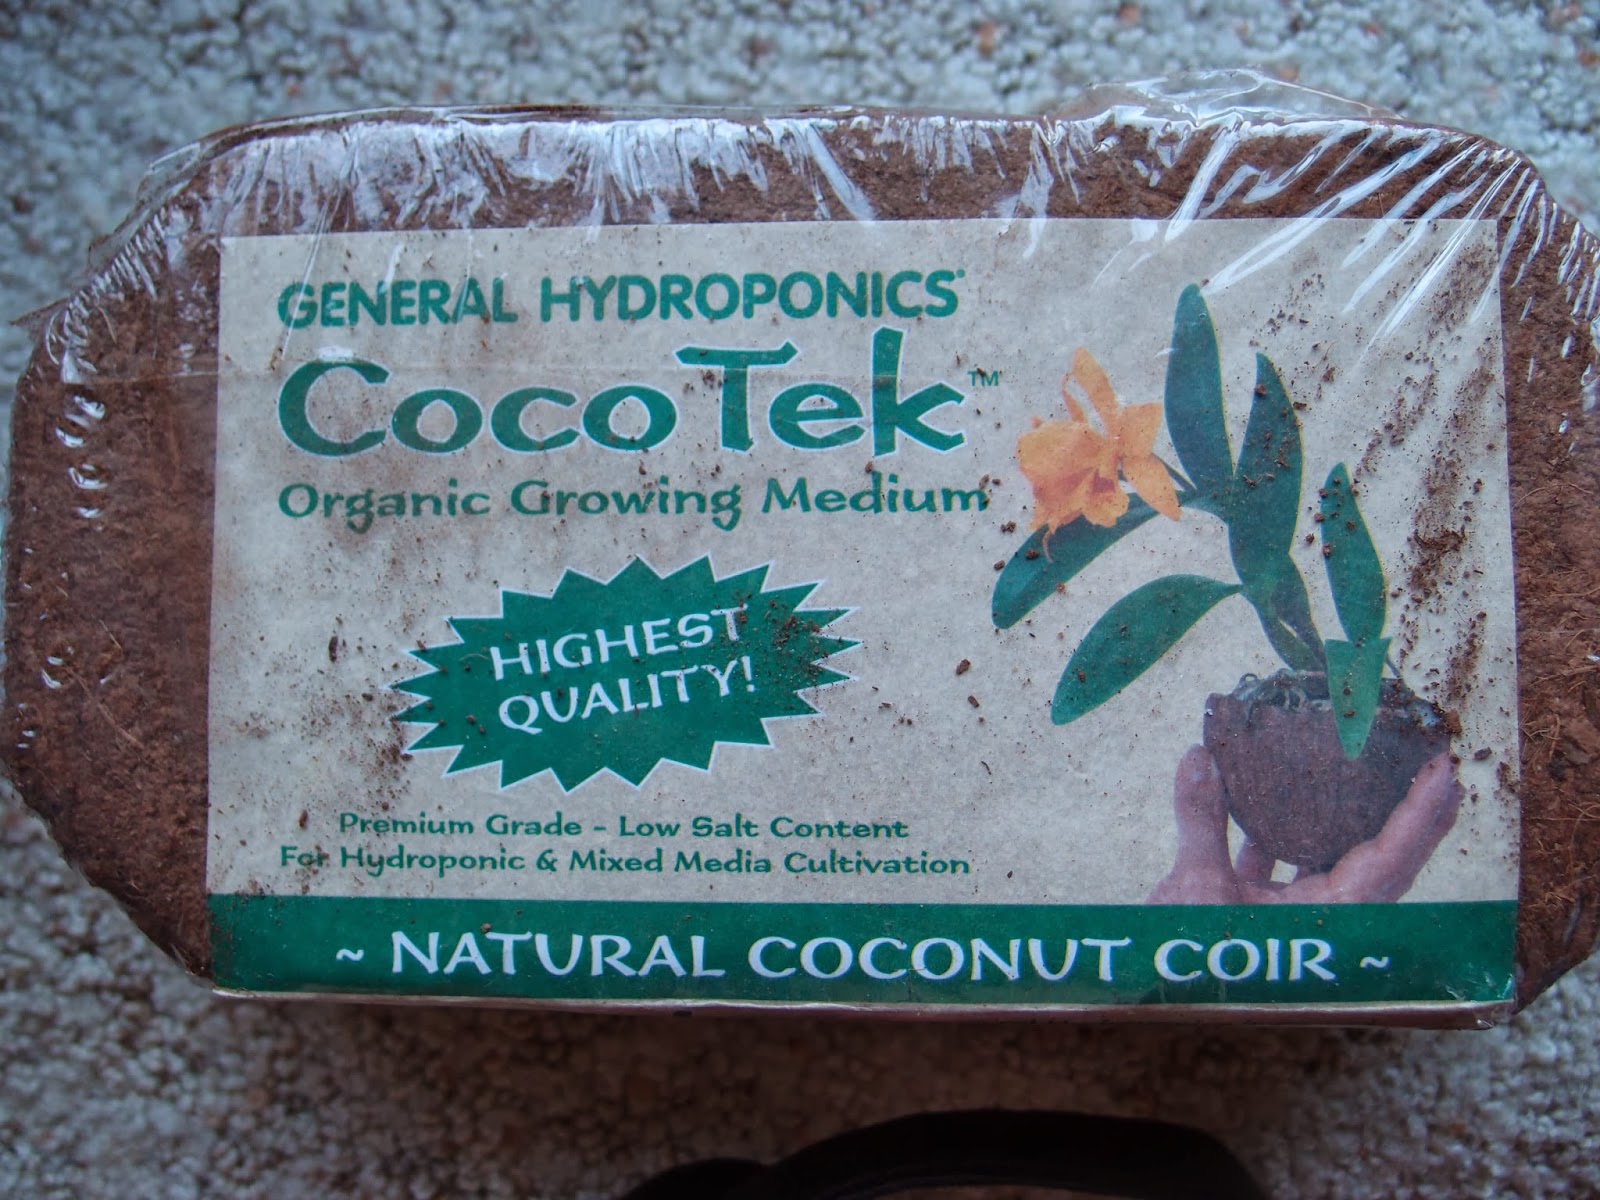 GENERAL HYDROPONICS®
CocoTek™
Organic Growing Medium
HIGHEST
QUALITY!
Premium Grade - Low Salt Content
For Hydroponic & Mixed Media Cultivation
~ NATURAL COCONUT COIR ~